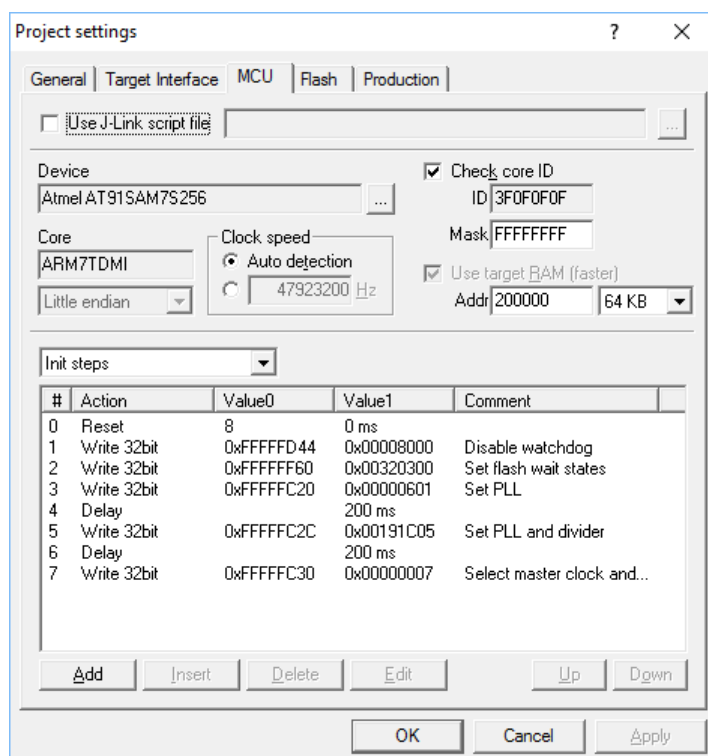 Project settings
General Target Interface MCU Flash Production
Use J-Link script file ...
Device
Atmel AT91SAM7S256 ...
Check core ID
ID 3F0F0F0F
Mask FFFFFFFF
Core
ARM7TDMI
Little endian
Clock speed
Auto detection
47923200 Hz
Use target RAM (faster)
Addr 200000 64 KB
Init steps
# Action Value0 Value1 Comment
0 Reset 8 0 ms
1 Write 32bit 0xFFFFFD44 0x00008000 Disable watchdog
2 Write 32bit 0xFFFFFF60 0x00320300 Set flash wait states
3 Write 32bit 0xFFFFFC20 0x00000601 Set PLL
4 Delay 200 ms
5 Write 32bit 0xFFFFFC2C 0x00191C05 Set PLL and divider
6 Delay 200 ms
7 Write 32bit 0xFFFFFC30 0x00000007 Select master clock and...
Add Insert Delete Edit Up Down
OK Cancel Apply